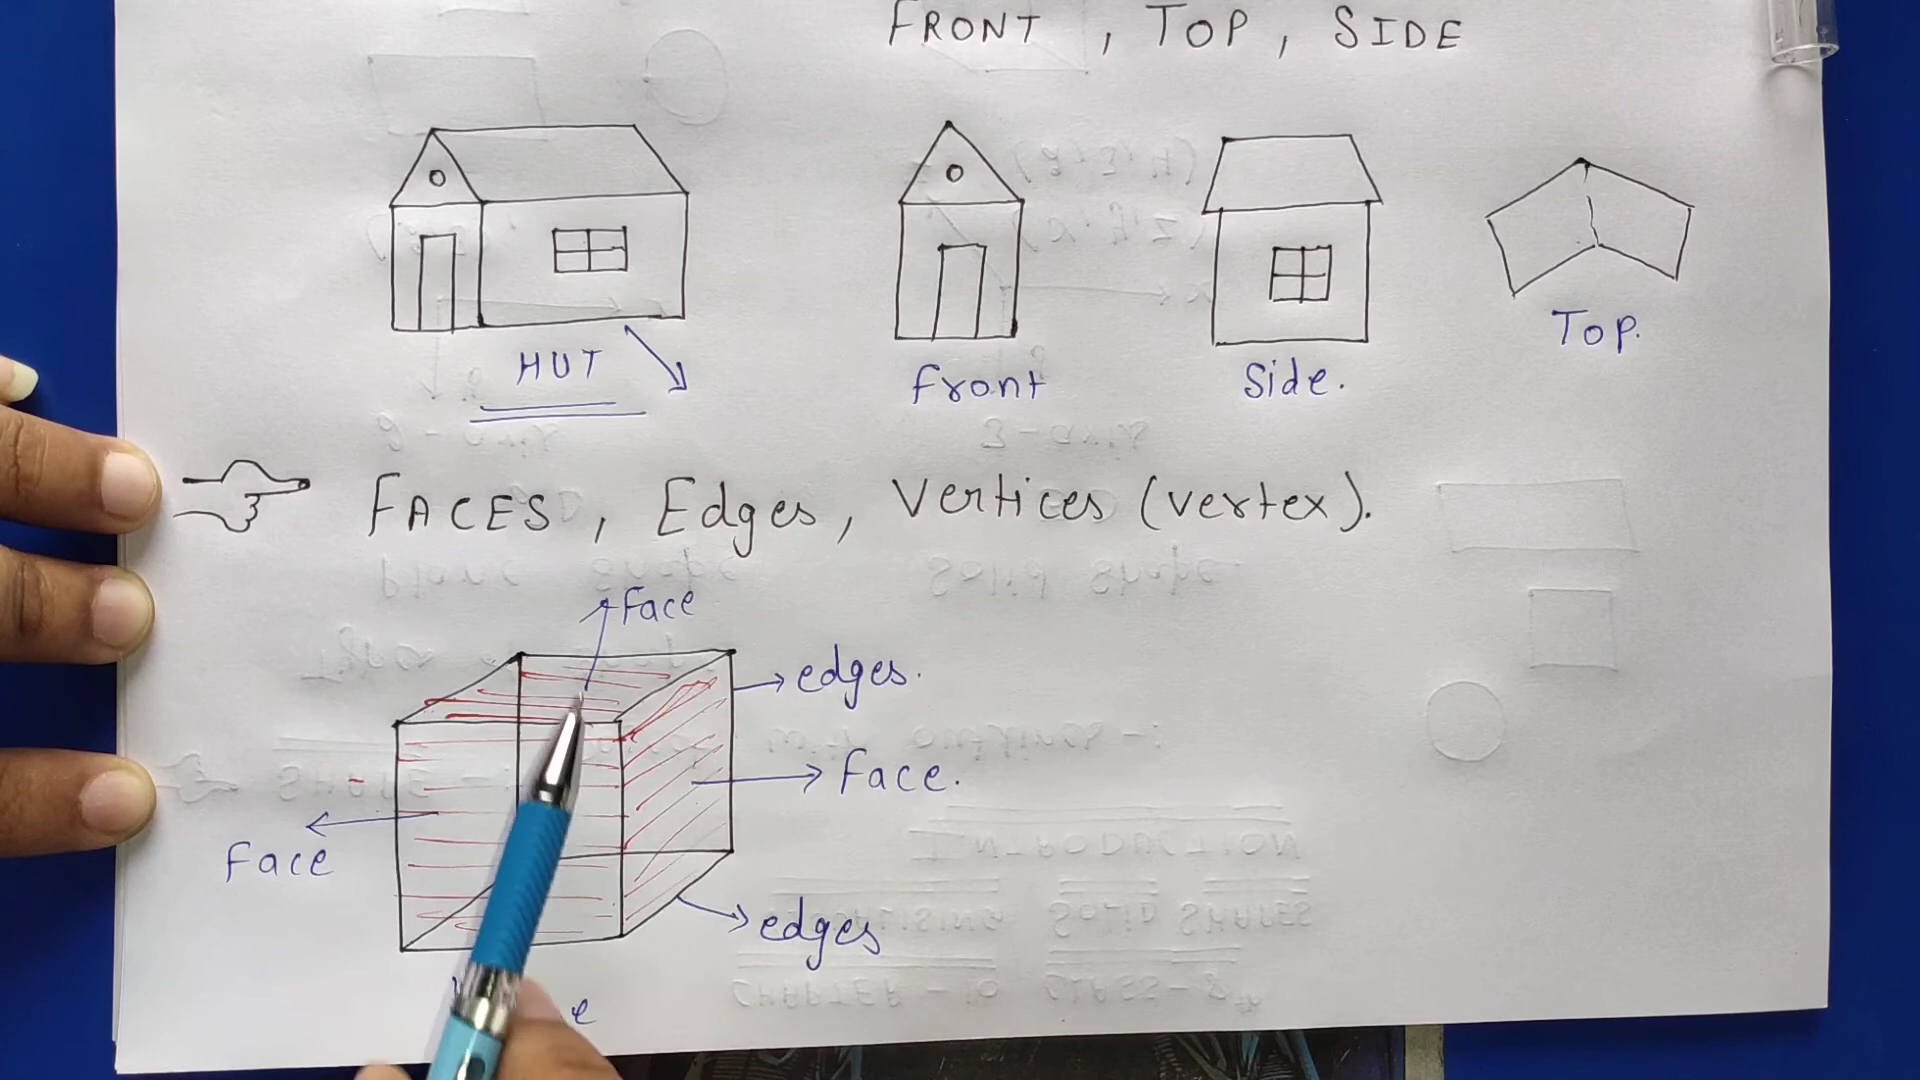 FRONT , TOP , SIDE
HUT
front
Side.
Top.
FACES , Edges, Vertices (vertex).
Face
edges.
Face.
Face
edges